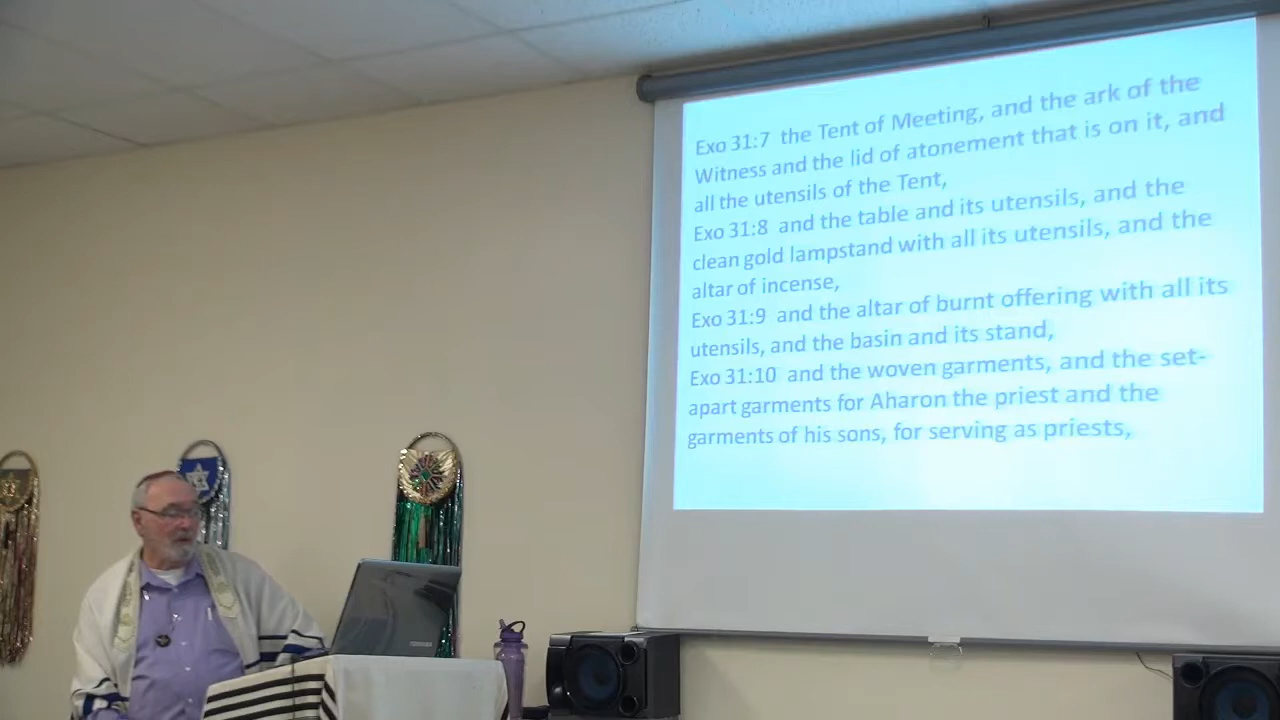 Exo 31:7 the Tent of Meeting, and the ark of the
Witness and the lid of atonement that is on it, and
all the utensils of the Tent,
Exo 31:8 and the table and its utensils, and the
clean gold lampstand with all its utensils, and the
altar of incense,
Exo 31:9 and the altar of burnt offering with all its
utensils, and the basin and its stand,
Exo 31:10 and the woven garments, and the set-
apart garments for Aharon the priest and the
garments of his sons, for serving as priests,
TOSHIBA